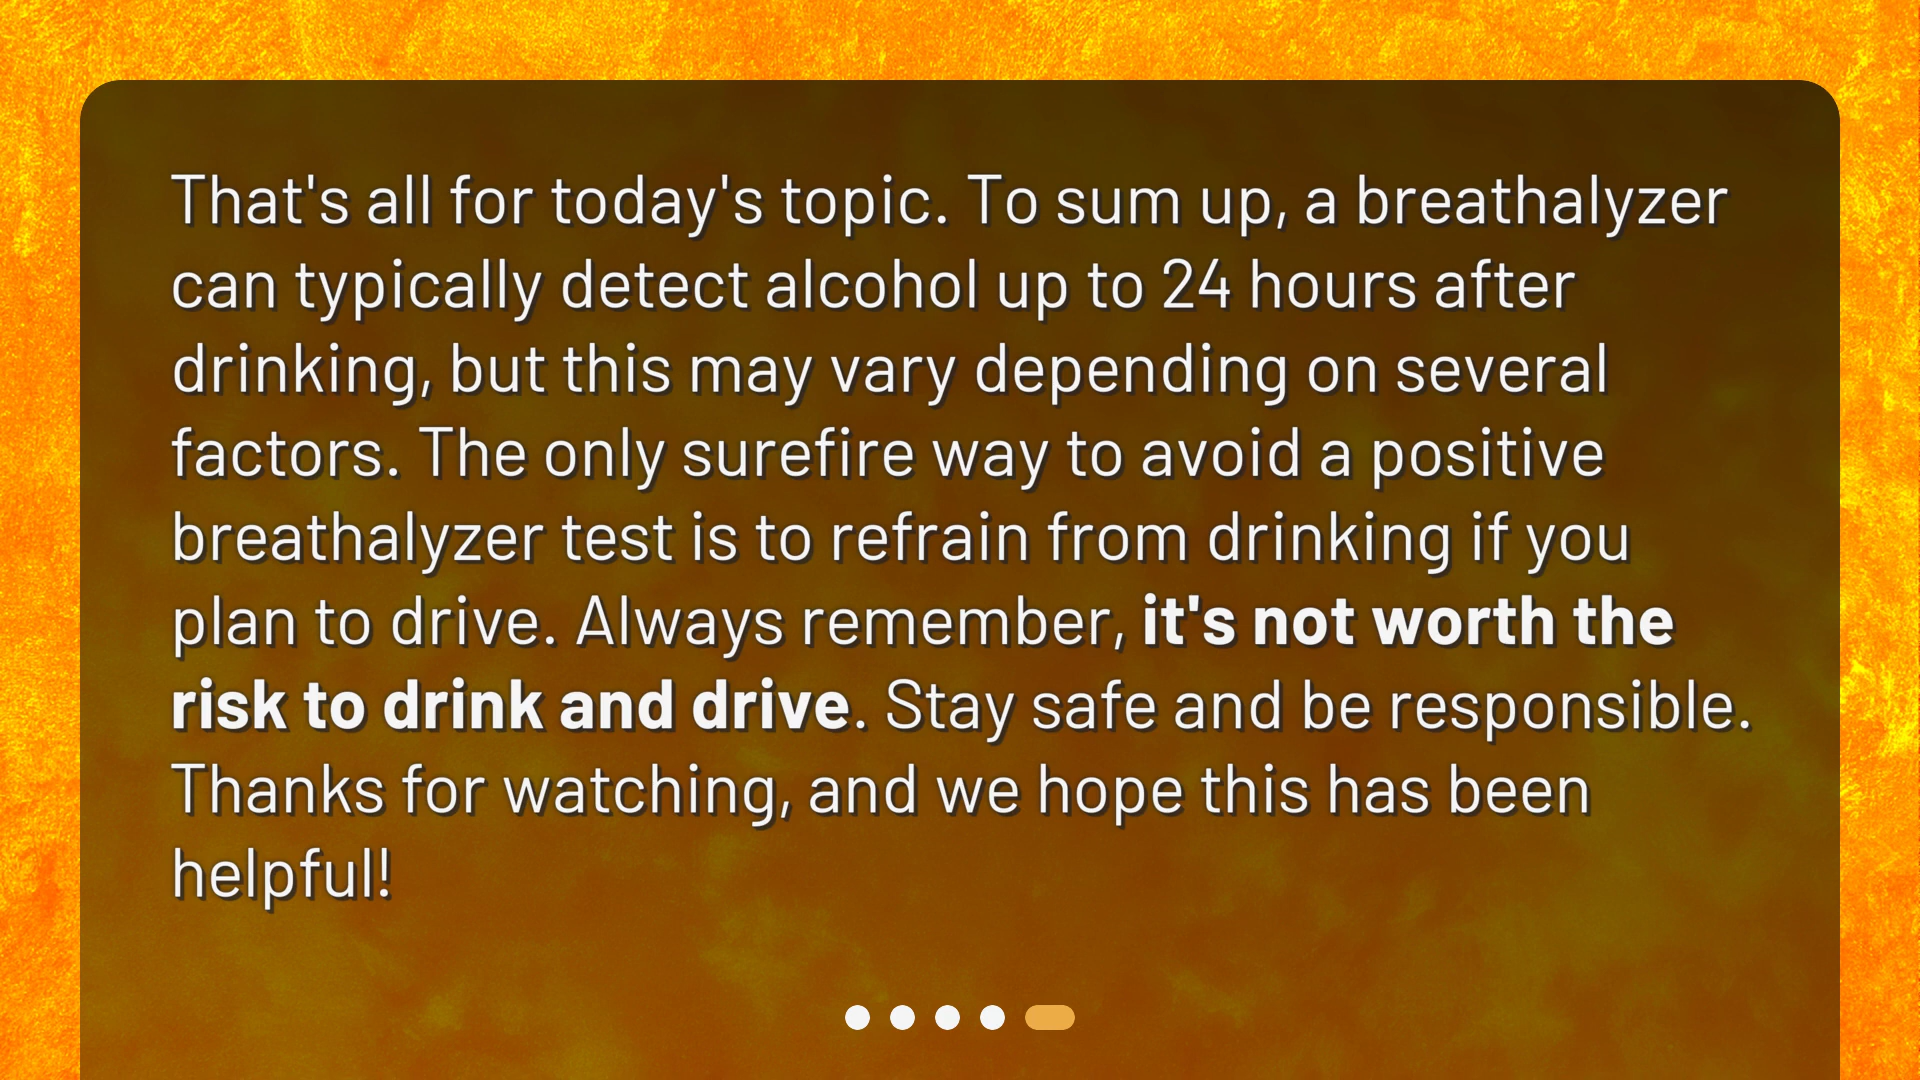 That's all for today's topic. To sum up, a breathalyzer
can typically detect alcohol up to 24 hours after
drinking, but this may vary depending on several
factors. The only surefire way to avoid a positive
breathalyzer test is to refrain from drinking if you
plan to drive. Always remember, it's not worth the
risk to drink and drive. Stay safe and be responsible.
Thanks for watching, and we hope this has been
helpful!